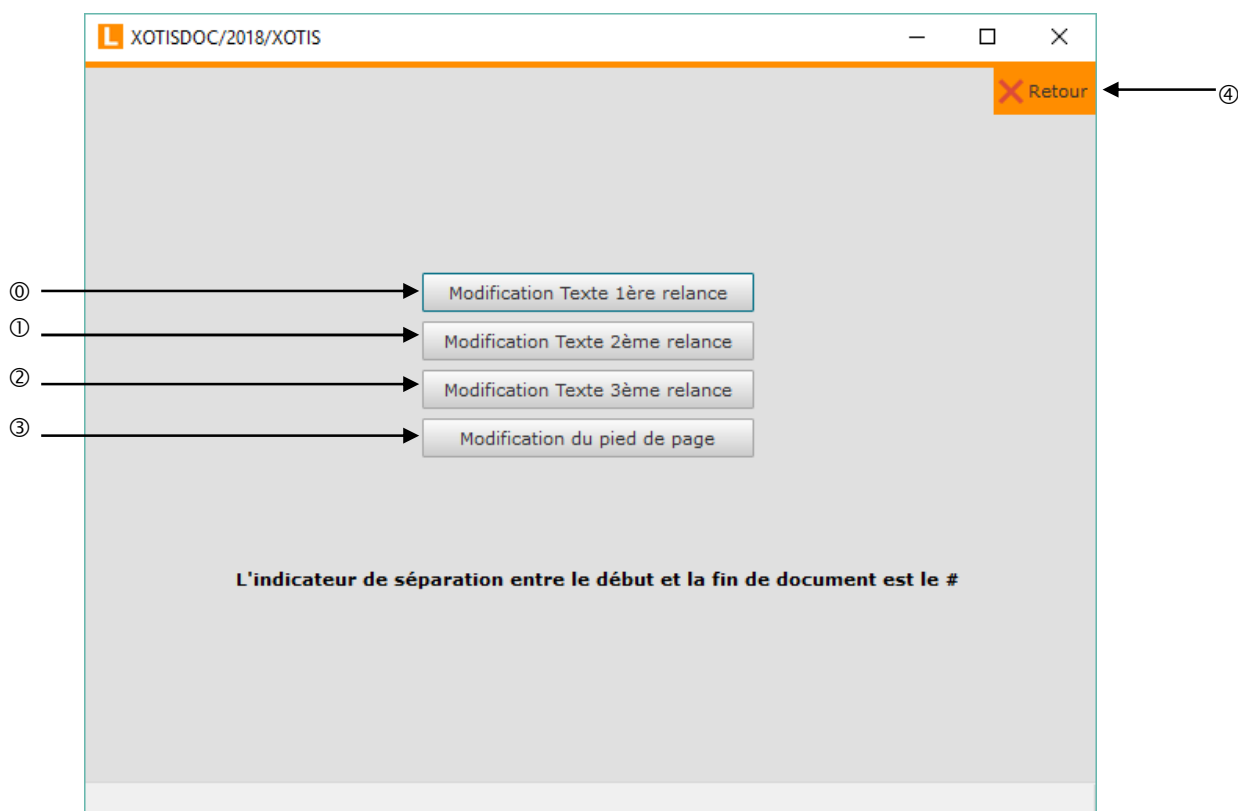 L XOTISDOC/2018/XOTIS
Retour ④
⓪ Modification Texte 1ère relance
① Modification Texte 2ème relance
② Modification Texte 3ème relance
③ Modification du pied de page
L'indicateur de séparation entre le début et la fin de document est le #